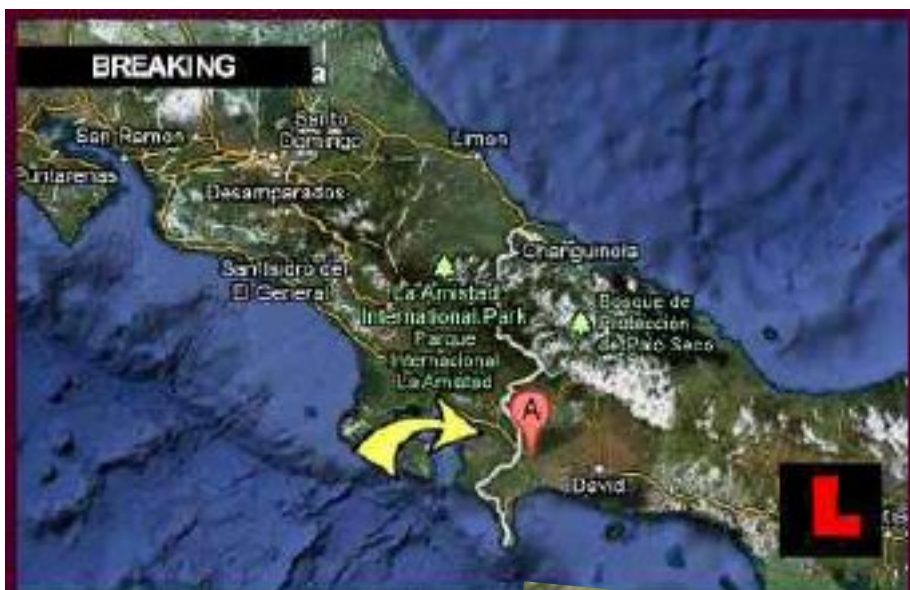 BREAKING
a
Santo
Domingo
San Ramon
Limon
Puntarenas
Desamparados
Changuinola
San Isidro del
El General
La Amistad
International Park
Parque
Internacional
La Amistad
Bosque de
Protección
de Palo Seco
A
David
L